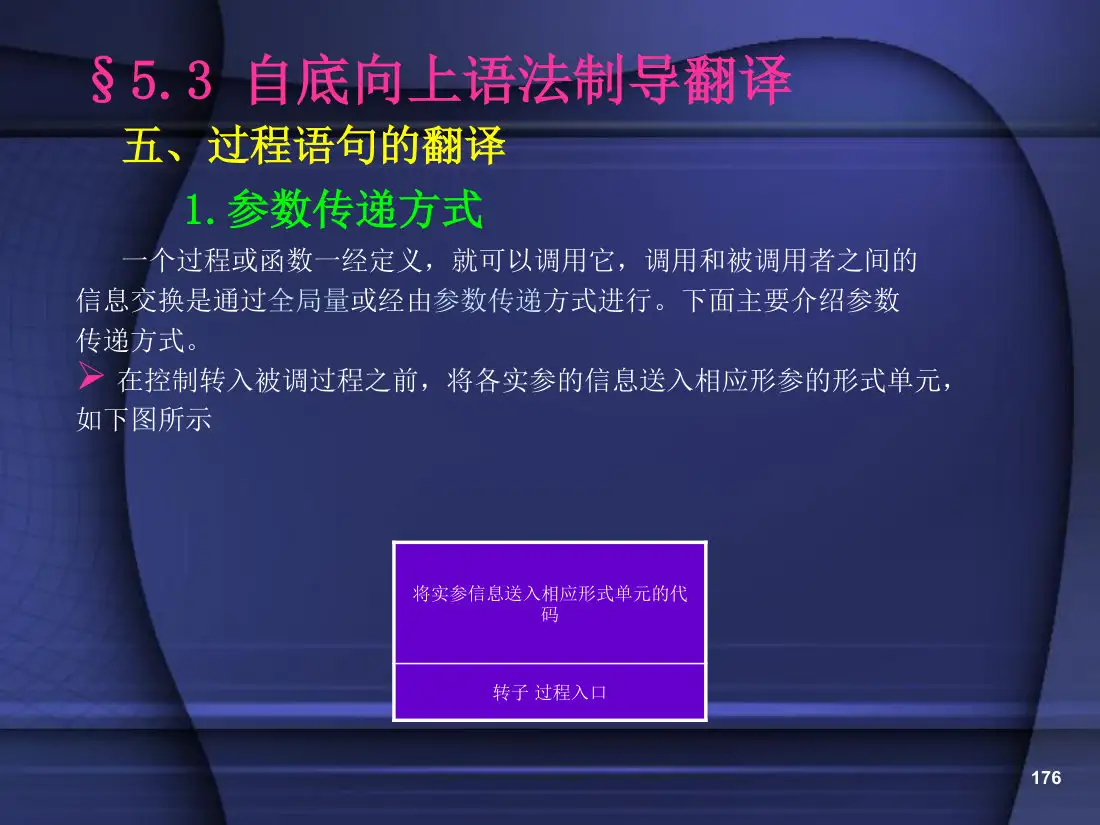 §5.3 自底向上语法制导翻译
五、过程语句的翻译
1.参数传递方式
一个过程或函数一经定义，就可以调用它，调用和被调用者之间的
信息交换是通过全局量或经由参数传递方式进行。下面主要介绍参数
传递方式。
在控制转入被调过程之前，将各实参的信息送入相应形参的形式单元，
如下图所示
将实参信息送入相应形式单元的代
码
转子 过程入口
176